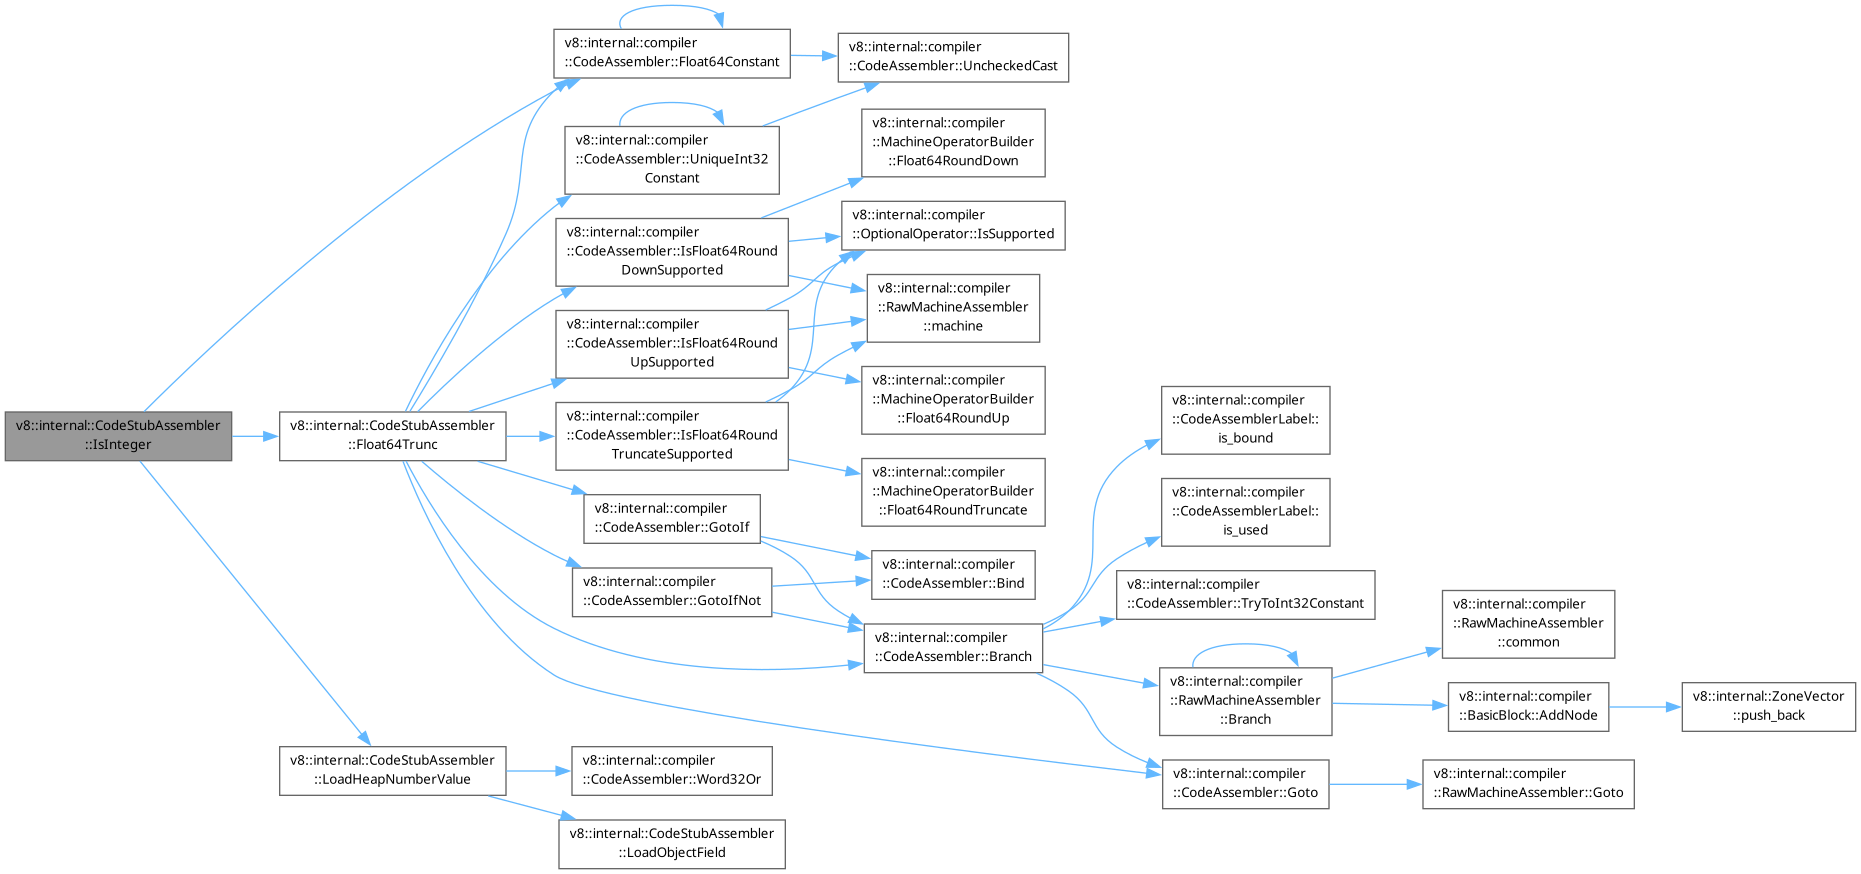 v8::internal::CodeStubAssembler
::IsInteger
v8::internal::CodeStubAssembler
::Float64Trunc
v8::internal::CodeStubAssembler
::LoadHeapNumberValue
v8::internal::compiler
::CodeAssembler::Float64Constant
v8::internal::compiler
::CodeAssembler::UniqueInt32
Constant
v8::internal::compiler
::CodeAssembler::IsFloat64Round
DownSupported
v8::internal::compiler
::CodeAssembler::IsFloat64Round
UpSupported
v8::internal::compiler
::CodeAssembler::IsFloat64Round
TruncateSupported
v8::internal::compiler
::CodeAssembler::GotoIf
v8::internal::compiler
::CodeAssembler::GotoIfNot
v8::internal::compiler
::CodeAssembler::Word32Or
v8::internal::CodeStubAssembler
::LoadObjectField
v8::internal::compiler
::CodeAssembler::UncheckedCast
v8::internal::compiler
::MachineOperatorBuilder
::Float64RoundDown
v8::internal::compiler
::OptionalOperator::IsSupported
v8::internal::compiler
::RawMachineAssembler
::machine
v8::internal::compiler
::MachineOperatorBuilder
::Float64RoundUp
v8::internal::compiler
::MachineOperatorBuilder
::Float64RoundTruncate
v8::internal::compiler
::CodeAssembler::Bind
v8::internal::compiler
::CodeAssembler::Branch
v8::internal::compiler
::CodeAssemblerLabel::
is_bound
v8::internal::compiler
::CodeAssemblerLabel::
is_used
v8::internal::compiler
::CodeAssembler::TryToInt32Constant
v8::internal::compiler
::RawMachineAssembler
::Branch
v8::internal::compiler
::CodeAssembler::Goto
v8::internal::compiler
::RawMachineAssembler
::common
v8::internal::compiler
::BasicBlock::AddNode
v8::internal::compiler
::RawMachineAssembler::Goto
v8::internal::ZoneVector
::push_back